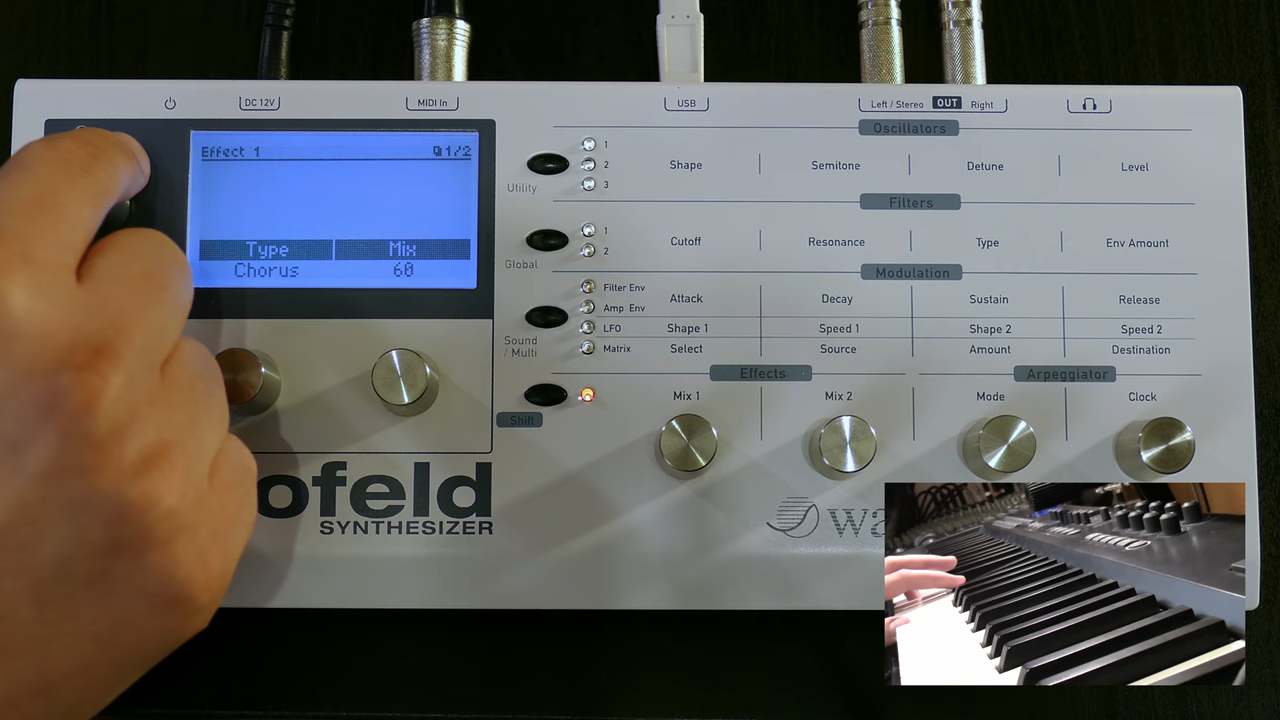 DC 12V
MIDI In
USB
Left / Stereo OUT Right
Effect 1 1/2
Type Mix
Chorus 60
Utility
Global
Sound
/ Multi
Shift
1
2
3
1
2
Filter Env
Amp Env
LFO
Matrix
Oscillators
Shape Semitone Detune Level
Filters
Cutoff Resonance Type Env Amount
Modulation
Attack Decay Sustain Release
Shape 1 Speed 1 Shape 2 Speed 2
Select Source Amount Destination
Effects Arpeggiator
Mix 1 Mix 2 Mode Clock
ofeld
SYNTHESIZER
wa